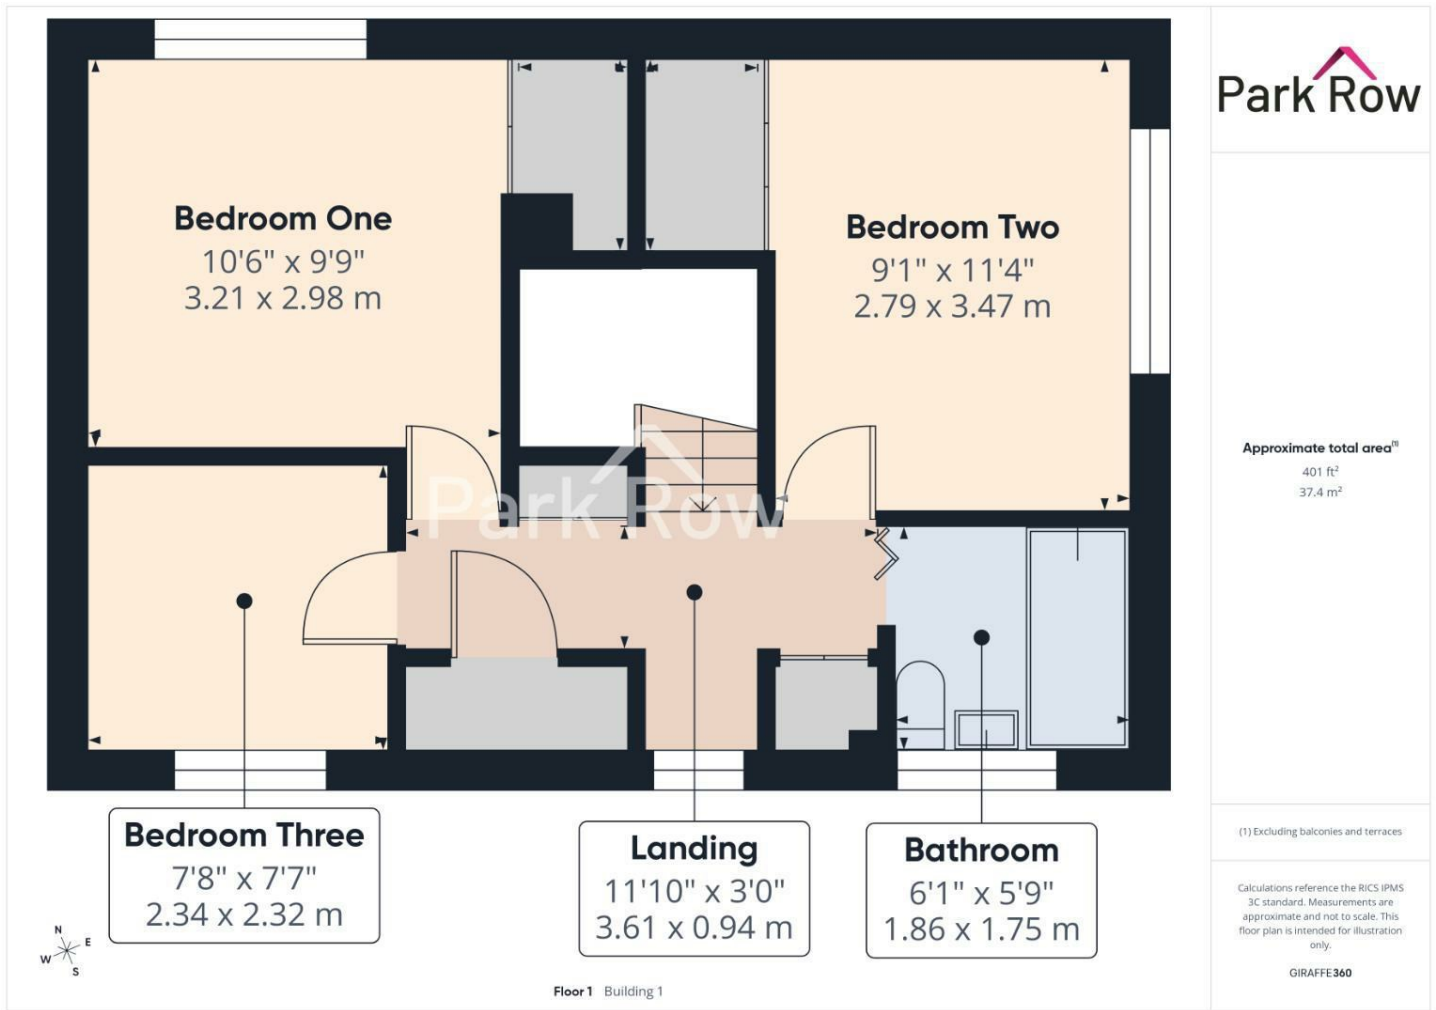 Park Row
Bedroom One
10'6" x 9'9"
3.21 x 2.98 m
Bedroom Two
9'1" x 11'4"
2.79 x 3.47 m
Park Row
Approximate total area(1)
401 ft²
37.4 m²
Bedroom Three
7'8" x 7'7"
2.34 x 2.32 m
Landing
11'10" x 3'0"
3.61 x 0.94 m
Bathroom
6'1" x 5'9"
1.86 x 1.75 m
(1) Excluding balconies and terraces
Calculations reference the RICS IPMS
3C standard. Measurements are
approximate and not to scale. This
floor plan is intended for illustration
only.
GIRAFFE360
N
E
W
S
Floor 1 Building 1